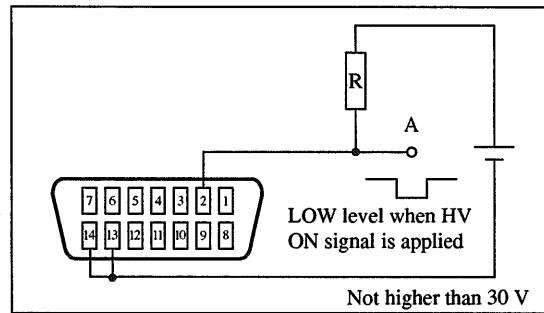 R
A
7 6 5 4 3 2 1
14 13 12 11 10 9 8
LOW level when HV
ON signal is applied
Not higher than 30 V